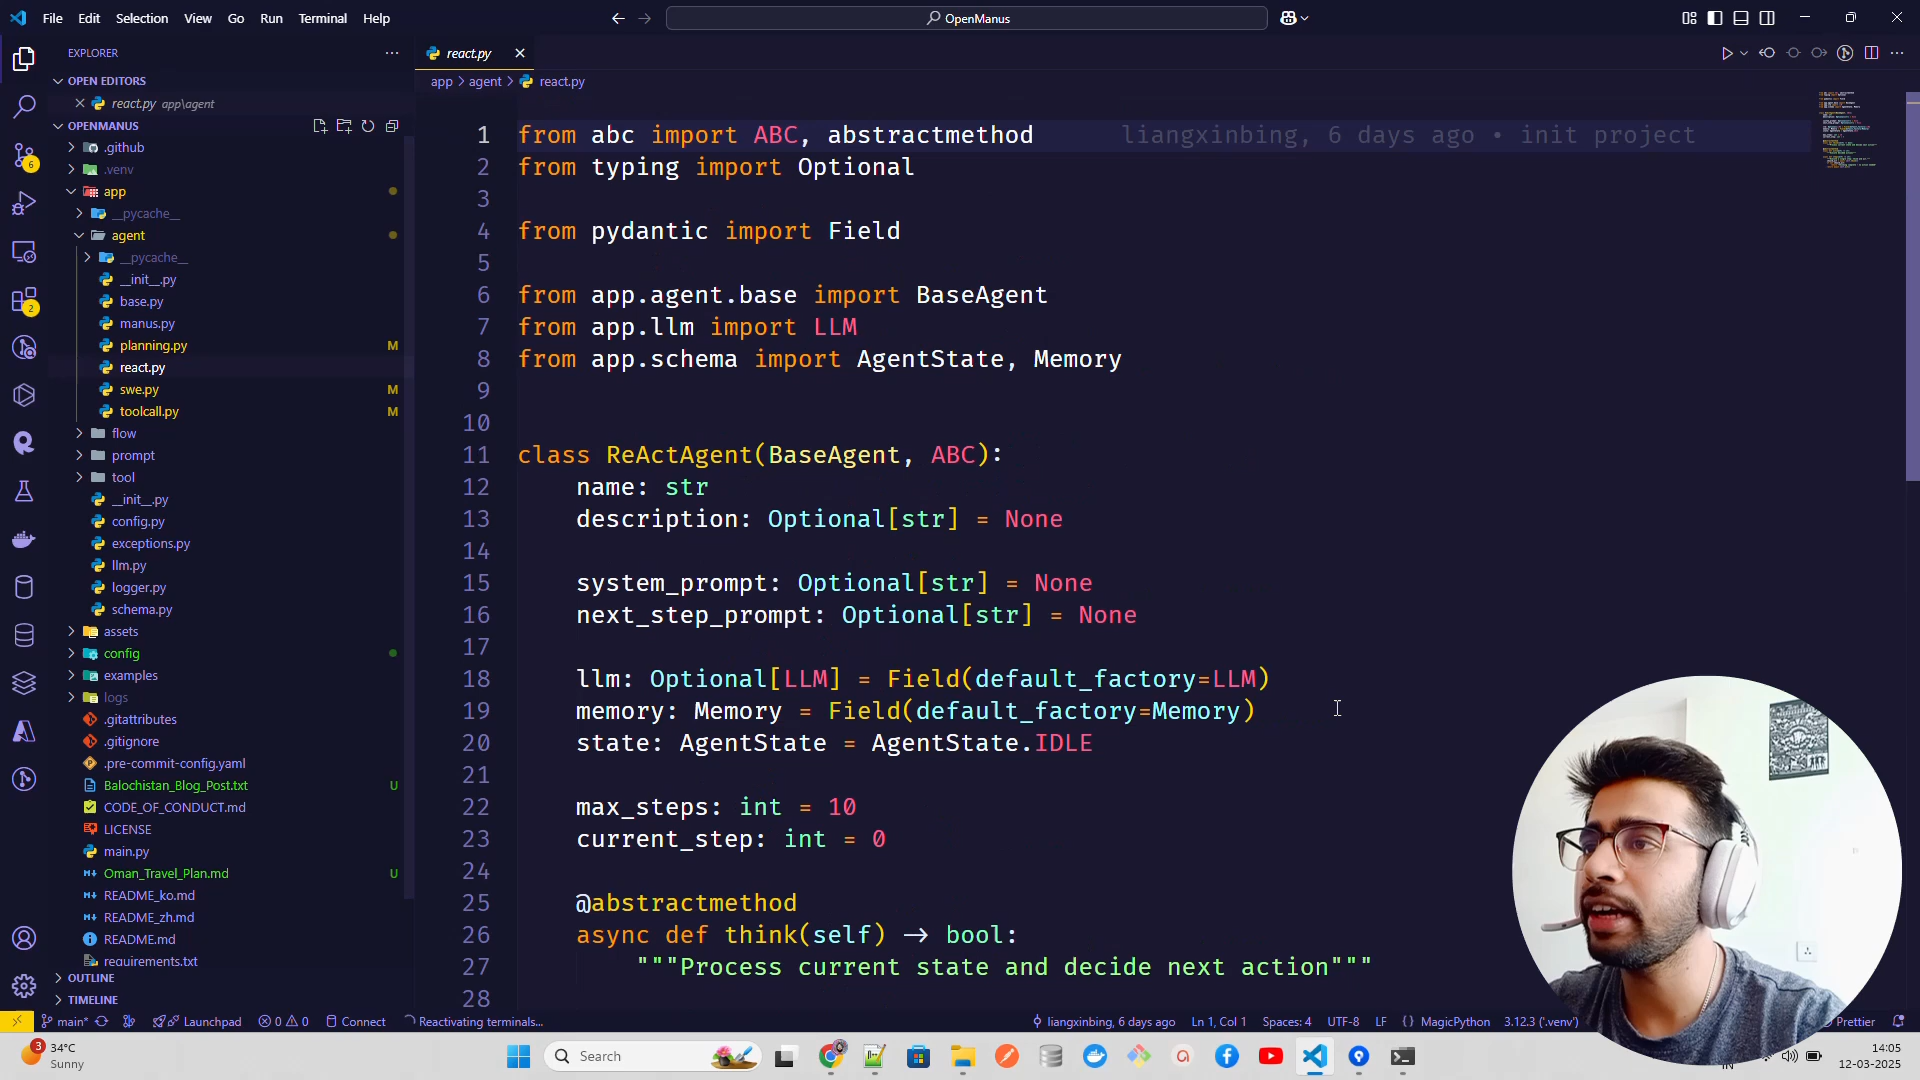 File Edit Selection View Go Run Terminal Help
OpenManus
EXPLORER
OPEN EDITORS
react.py app\agent
OPENMANUS
.github
.venv
app
__pycache__
agent
__pycache__
__init__.py
base.py
manus.py
planning.py M
react.py
swe.py M
toolcall.py M
flow
prompt
tool
__init__.py
config.py
exceptions.py
llm.py
logger.py
schema.py
assets
config
examples
logs
.gitattributes
.gitignore
.pre-commit-config.yaml
Balochistan_Blog_Post.txt U
CODE_OF_CONDUCT.md
LICENSE
main.py
Oman_Travel_Plan.md U
README_ko.md
README_zh.md
README.md
requirements.txt
OUTLINE
TIMELINE
6
2
react.py
app > agent > react.py
1 from abc import ABC, abstractmethod liangxinbing, 6 days ago • init project
2 from typing import Optional
3
4 from pydantic import Field
5
6 from app.agent.base import BaseAgent
7 from app.llm import LLM
8 from app.schema import AgentState, Memory
9
10
11 class ReActAgent(BaseAgent, ABC):
12 name: str
13 description: Optional[str] = None
14
15 system_prompt: Optional[str] = None
16 next_step_prompt: Optional[str] = None
17
18 llm: Optional[LLM] = Field(default_factory=LLM)
19 memory: Memory = Field(default_factory=Memory)
20 state: AgentState = AgentState.IDLE
21
22 max_steps: int = 10
23 current_step: int = 0
24
25 @abstractmethod
26 async def think(self) -> bool:
27 """Process current state and decide next action"""
28
main* Launchpad 0 0 Connect Reactivating terminals... liangxinbing, 6 days ago Ln 1, Col 1 Spaces: 4 UTF-8 LF MagicPython 3.12.3 ('.venv') Prettier
3
34°C
Sunny
Search
IN
14:05
12-03-2025